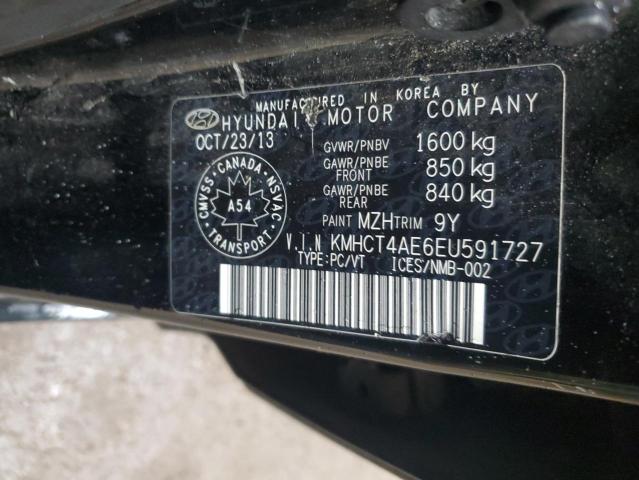 MANUFACTURED IN KOREA BY
HYUNDAI MOTOR COMPANY
OCT/23/13
GVWR/PNBV 1600 kg
GAWR/PNBE FRONT 850 kg
GAWR/PNBE REAR 840 kg
CANADA NSVAC TRANSPORT CMVSS
A54
PAINT MZH TRIM 9Y
V.I.N KMHCT4AE6EU591727
TYPE:PC/VT ICES/NMB-002